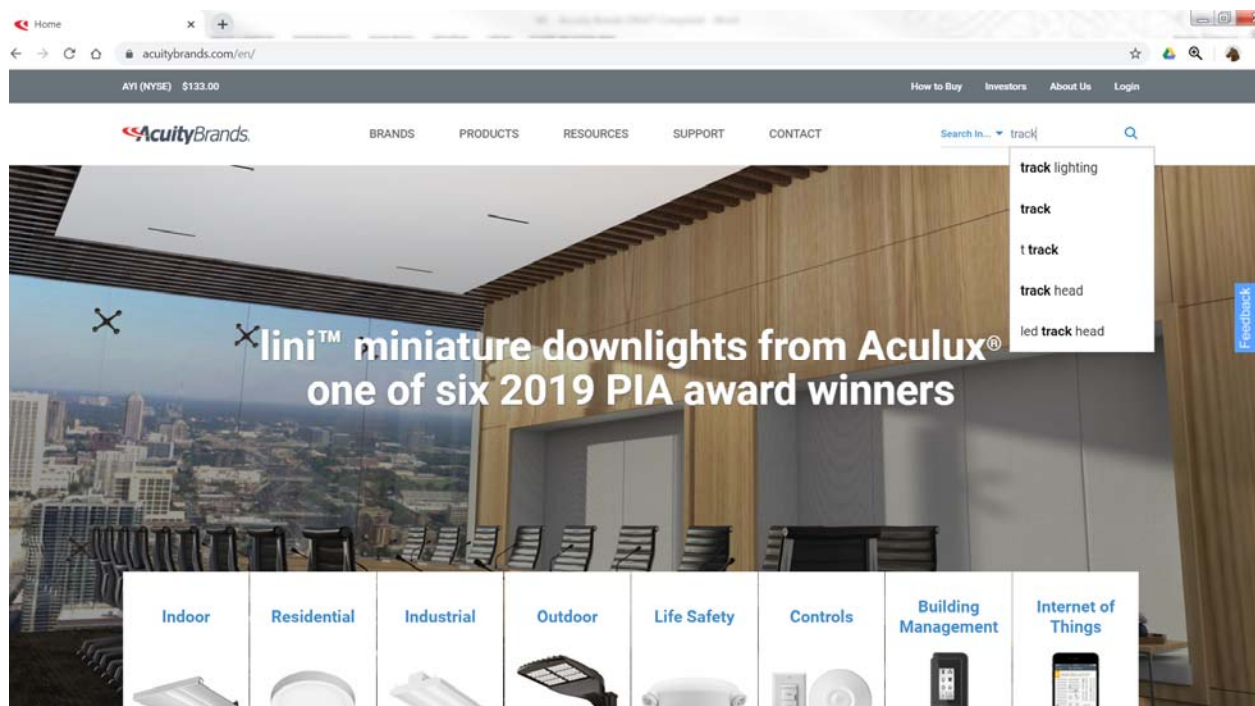 Home
acuitybrands.com/en/
AYI (NYSE) $133.00
How to Buy Investors About Us Login
AcuityBrands.
BRANDS PRODUCTS RESOURCES SUPPORT CONTACT
Search In... track
track lighting
track
t track
track head
led track head
Feedback
lini™ miniature downlights from Aculux®
one of six 2019 PIA award winners
Indoor Residential Industrial Outdoor Life Safety Controls Building Management Internet of Things